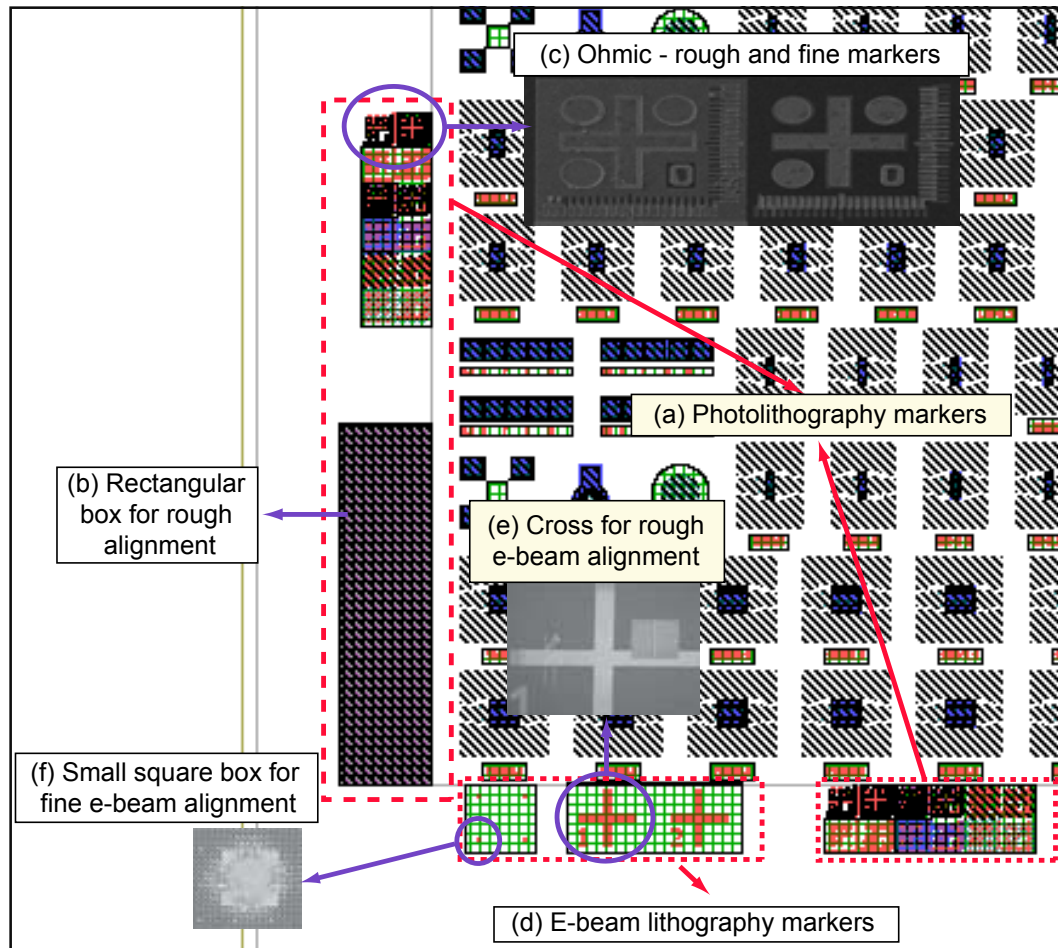 (c) Ohmic - rough and fine markers
(a) Photolithography markers
(b) Rectangular
box for rough
alignment
(e) Cross for rough
e-beam alignment
(f) Small square box for
fine e-beam alignment
(d) E-beam lithography markers